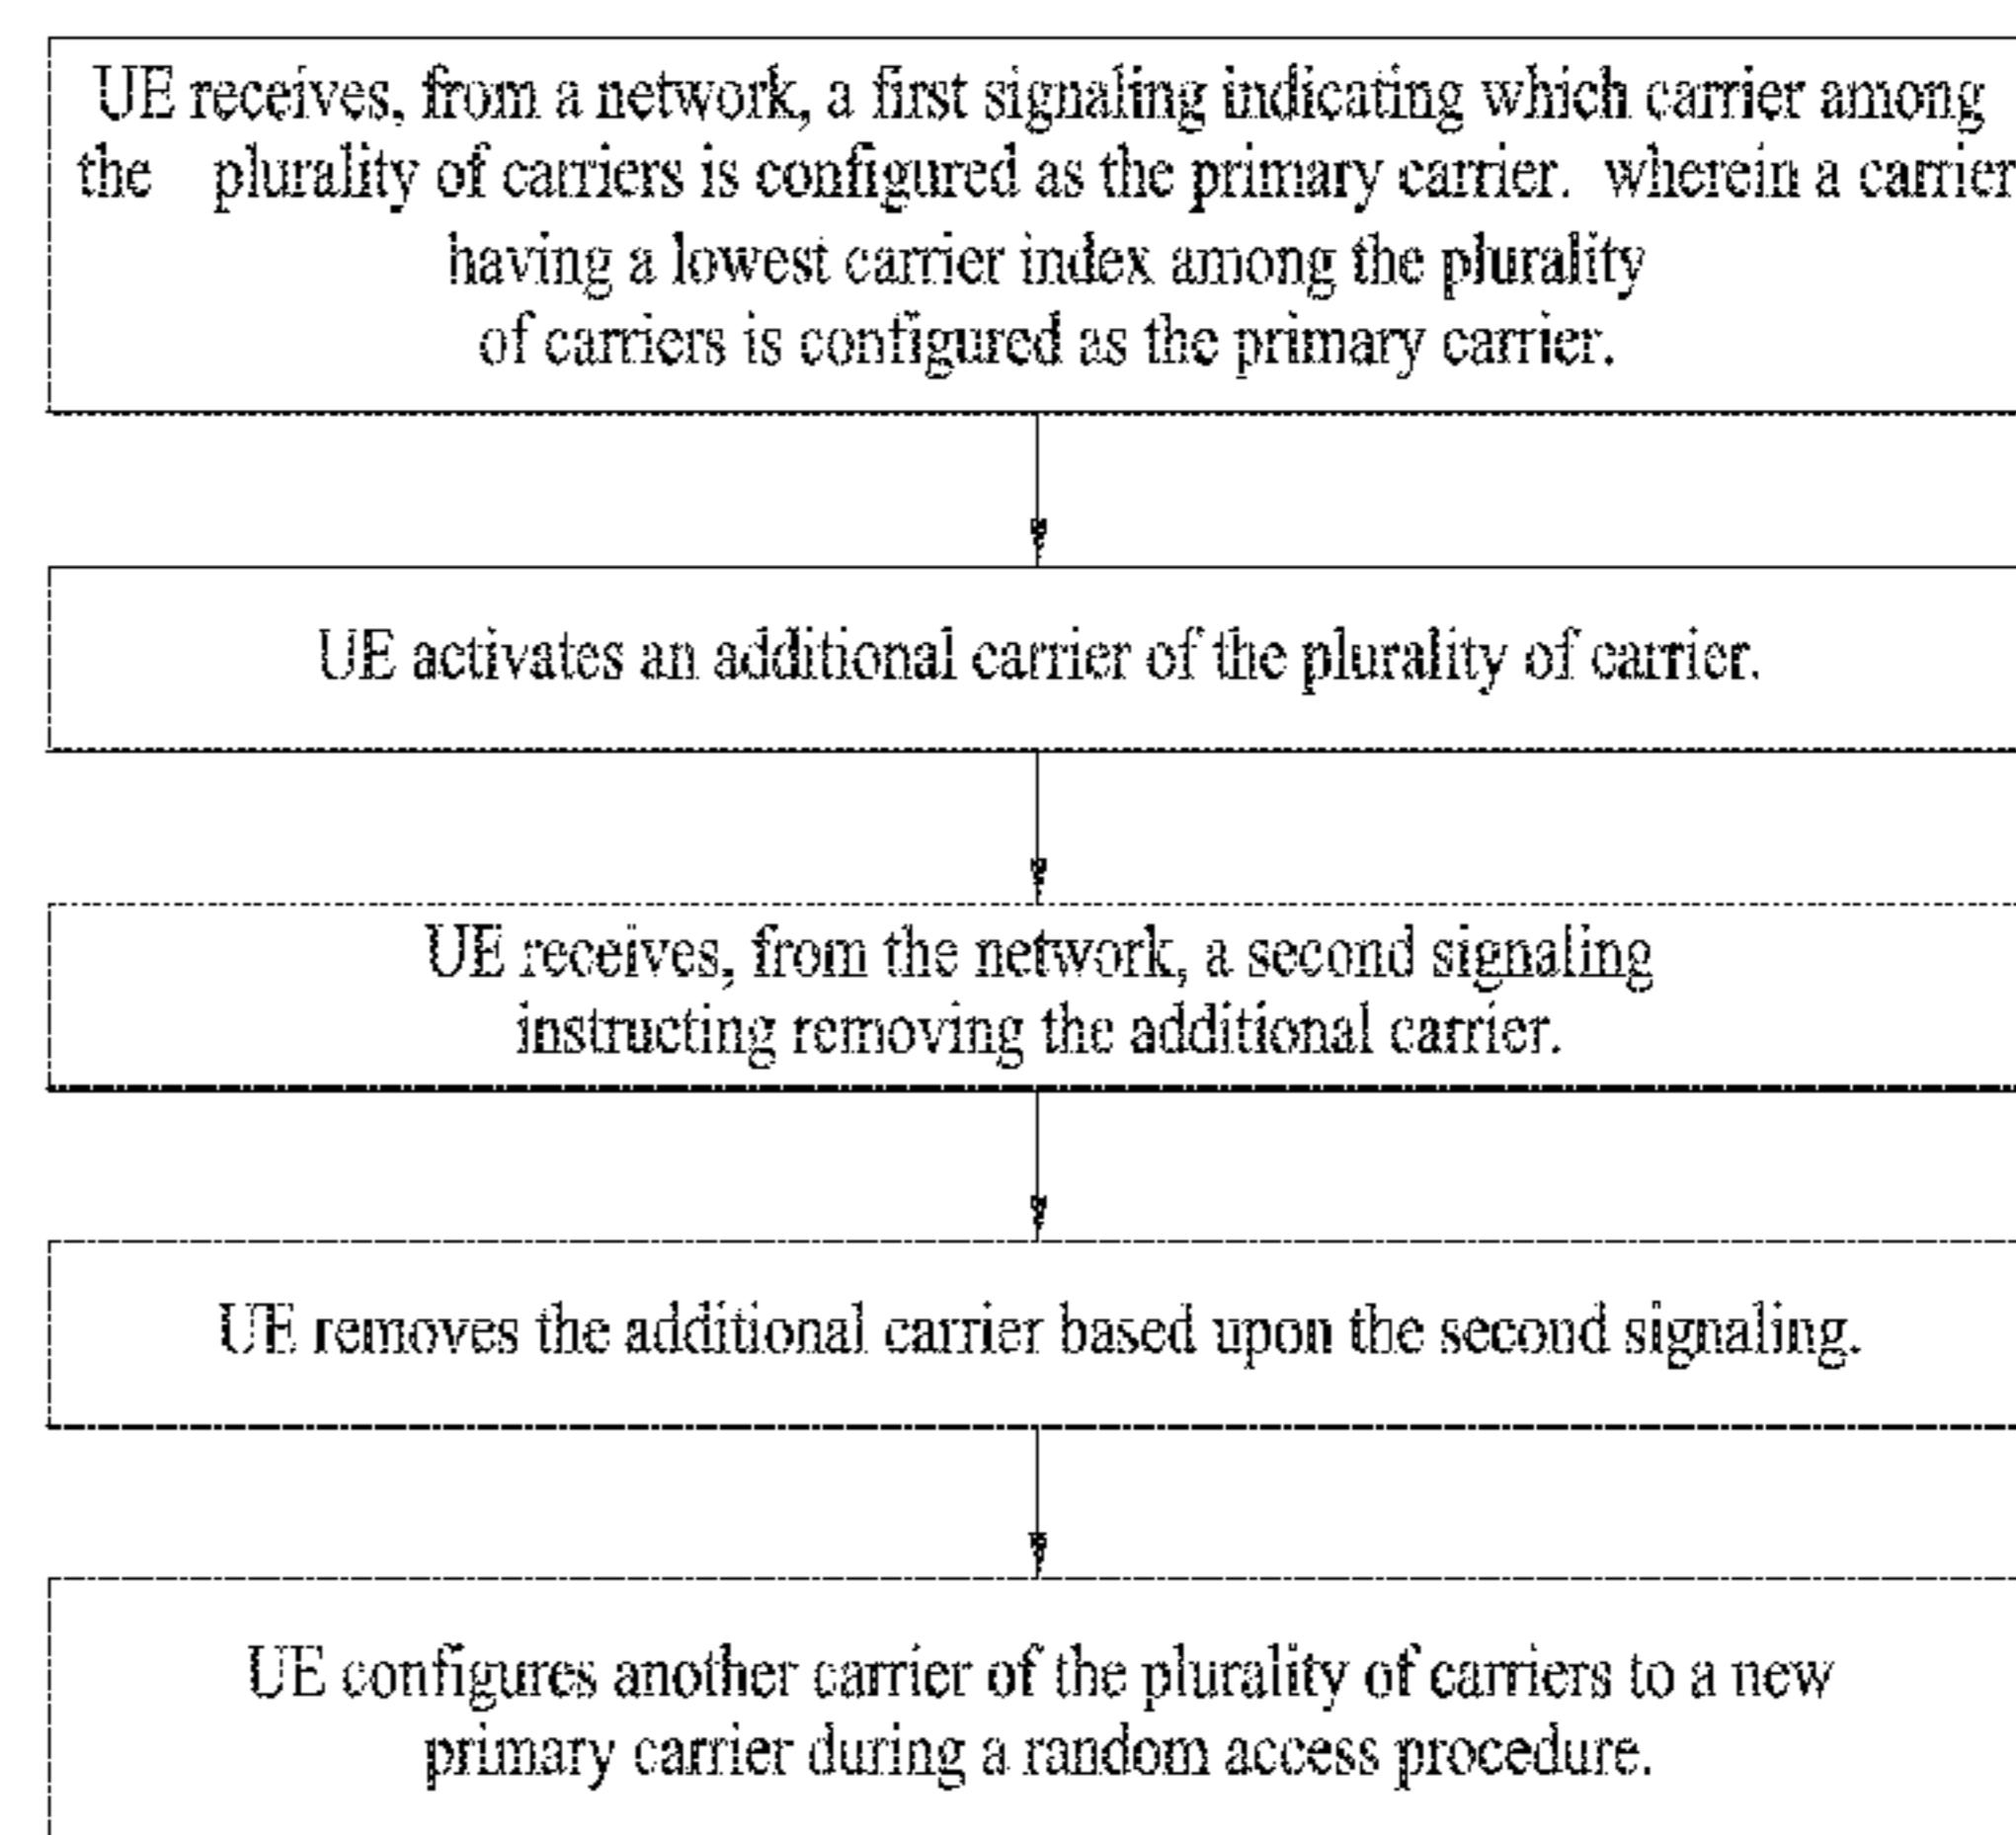 UE receives, from a network, a first signaling indicating which carrier among
the plurality of carriers is configured as the primary carrier. wherein a carrier
having a lowest carrier index among the plurality
of carriers is configured as the primary carrier.
UE activates an additional carrier of the plurality of carrier.
UE receives, from the network, a second signaling
instructing removing the additional carrier.
UE removes the additional carrier based upon the second signaling.
UE configures another carrier of the plurality of carriers to a new
primary carrier during a random access procedure.